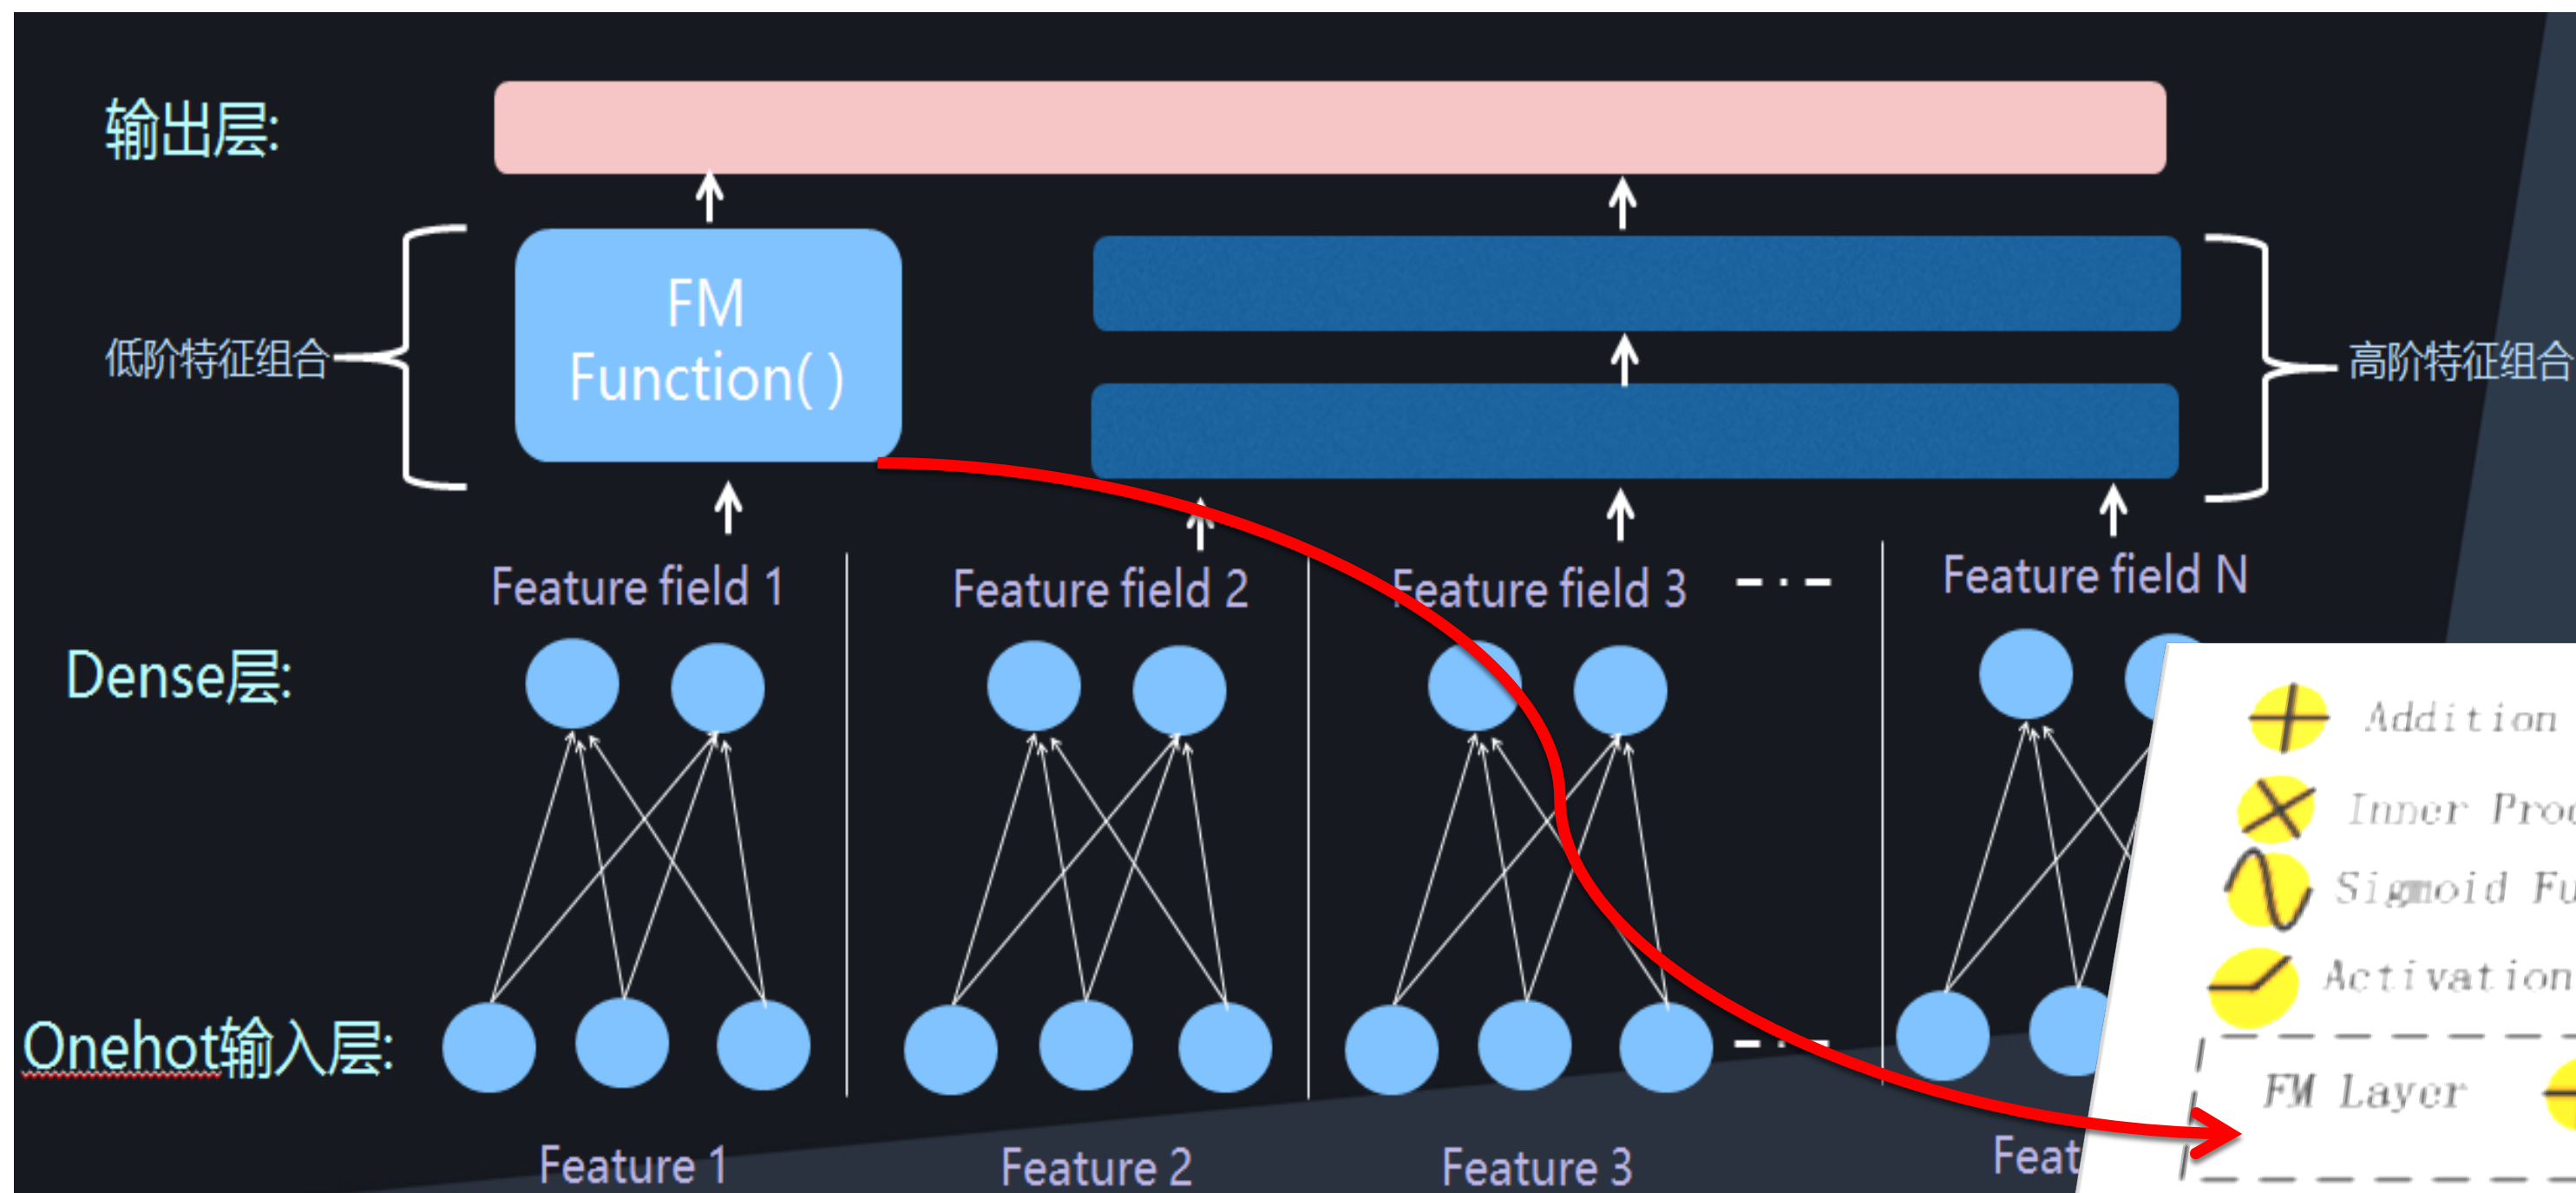 输出层:
FM
Function( )
低阶特征组合
高阶特征组合
Feature field 1
Feature field 2
Feature field 3
Feature field N
Dense层:
Addition
Inner
Sigmoid
Activation
Onehot输入层:
FM Layer
Feature 1
Feature 2
Feature 3